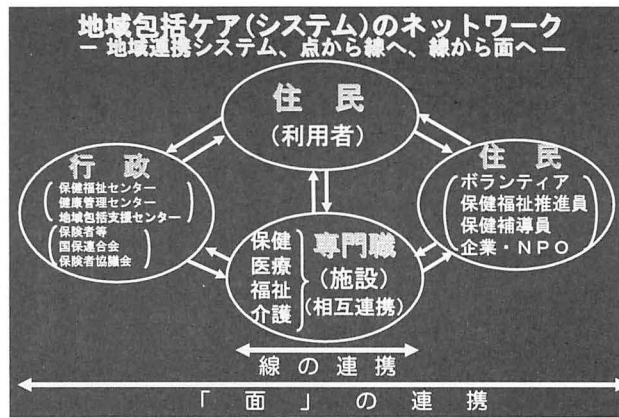 地域包括ケア(システム)のネットワーク
― 地域連携システム、点から線へ、線から面へ ―
住 民
(利用者)
行 政
保健福祉センター
健康管理センター
地域包括支援センター
保険者等
国保連合会
保険者協議会
住 民
ボランティア
保健福祉推進員
保健補導員
企業・NPO
保健
医療
福祉
介護
専門職
(施設)
(相互連携)
線 の 連 携
「 面 」 の 連 携